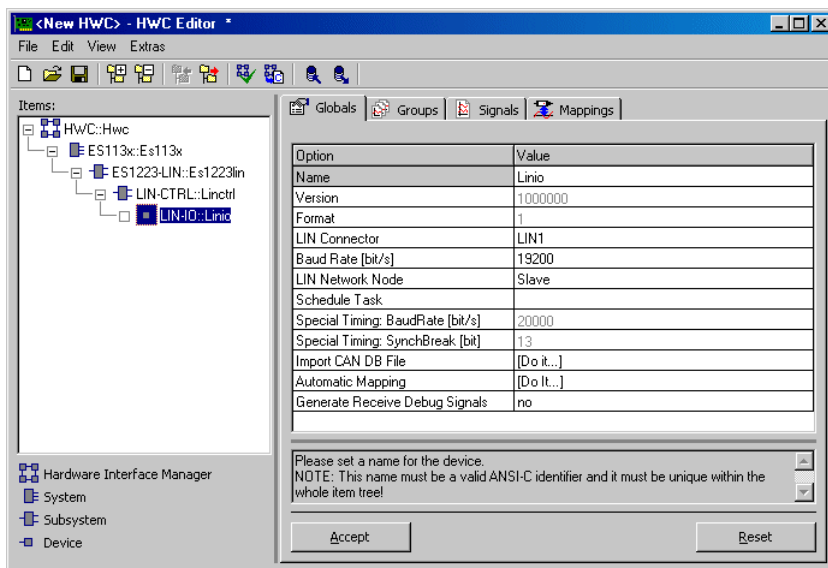 <New HWC> - HWC Editor *
File Edit View Extras
Items:
HWC::Hwc
ES113x::Es113x
ES1223-LIN::Es1223lin
LIN-CTRL::Linctrl
LIN-IO::Linio
Hardware Interface Manager
System
Subsystem
Device
Globals Groups Signals Mappings
Option Value
Name Linio
Version 1000000
Format 1
LIN Connector LIN1
Baud Rate [bit/s] 19200
LIN Network Node Slave
Schedule Task
Special Timing: BaudRate [bit/s] 20000
Special Timing: SynchBreak [bit] 13
Import CAN DB File [Do it...]
Automatic Mapping [Do It...]
Generate Receive Debug Signals no
Please set a name for the device.
NOTE: This name must be a valid ANSI-C identifier and it must be unique within the
whole item tree!
Accept Reset